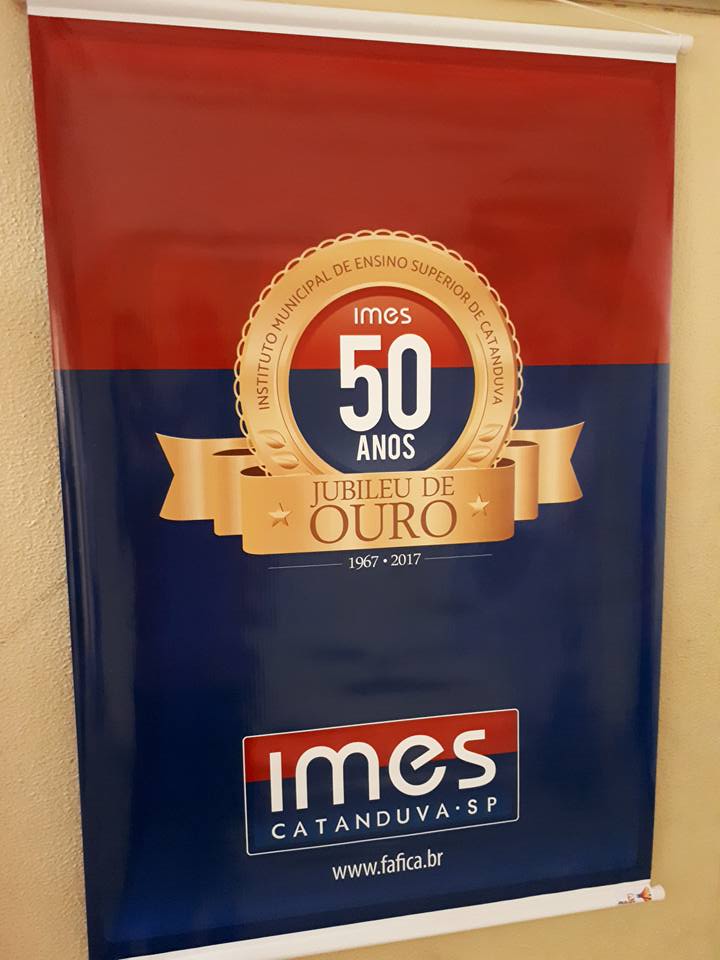 INSTITUTO MUNICIPAL DE ENSINO SUPERIOR DE CATANDUVA
imes
50
ANOS
JUBILEU DE
OURO
1967 • 2017
imes
CATANDUVA • SP
www.fafica.br